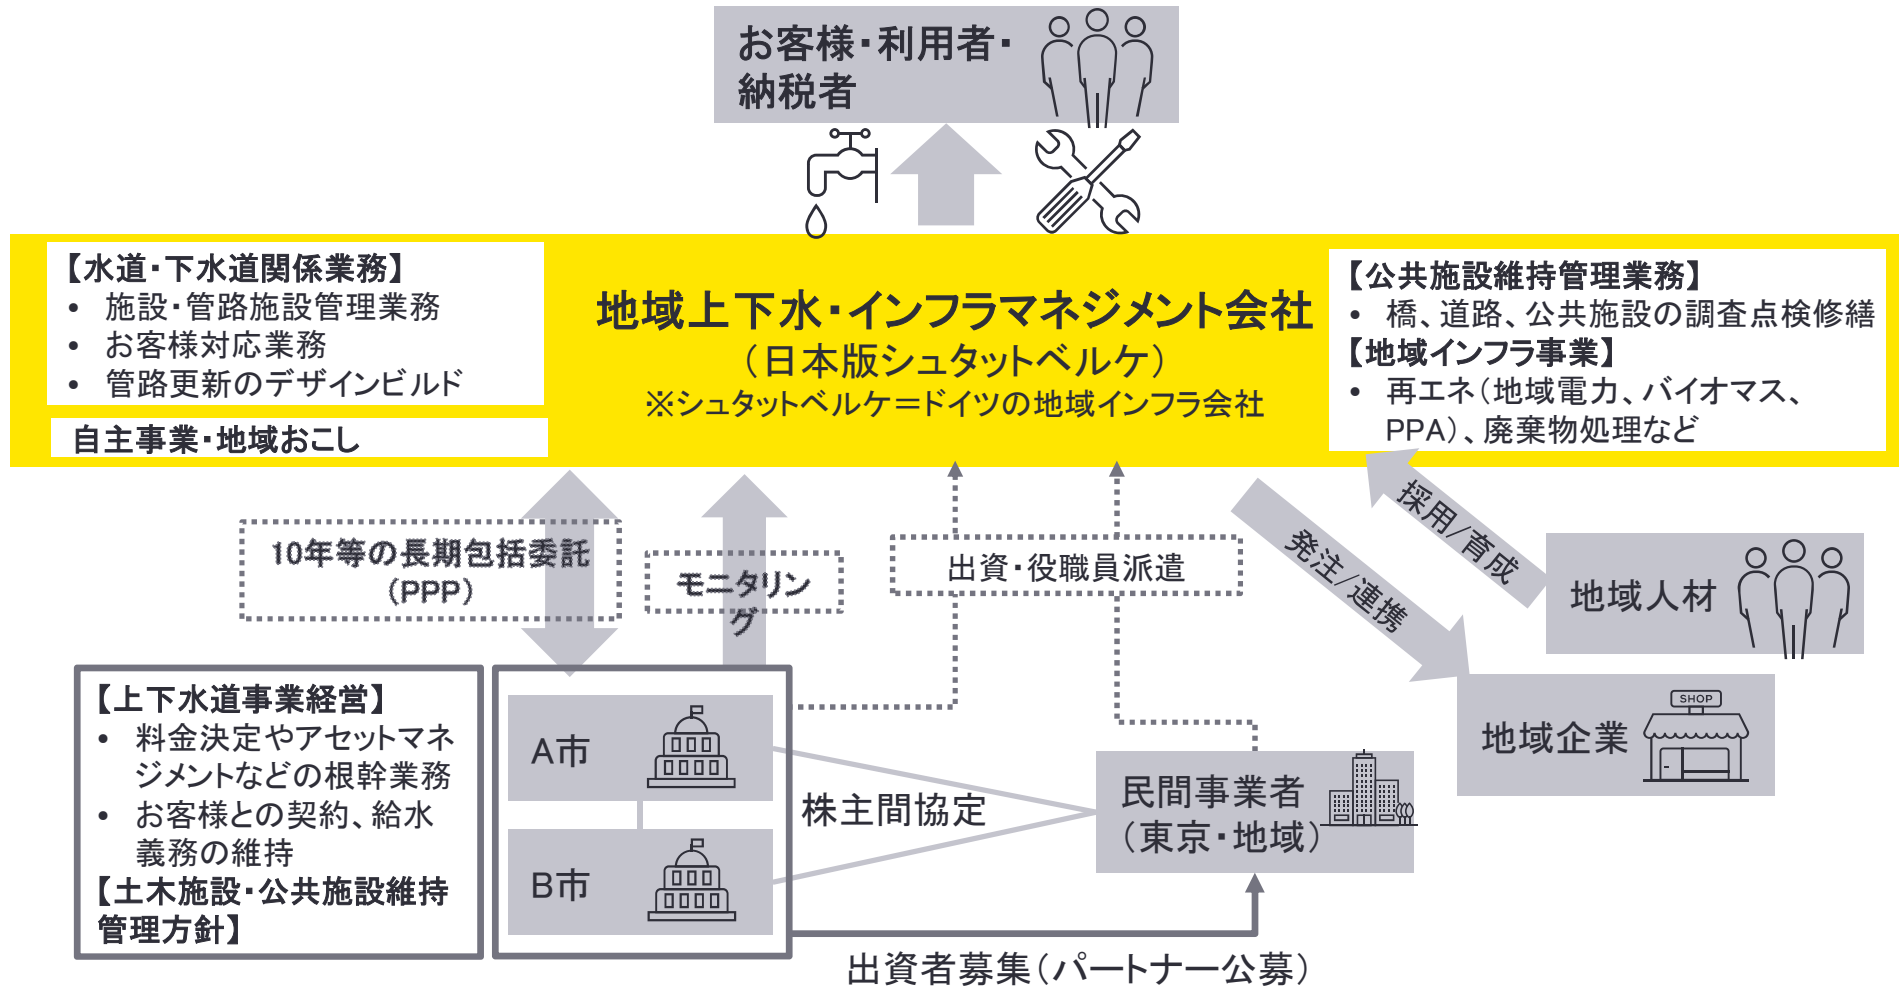 お客様・利用者・
納税者
【水道・下水道関係業務】
• 施設・管路施設管理業務
• お客様対応業務
• 管路更新のデザインビルド
自主事業・地域おこし
地域上下水・インフラマネジメント会社
（日本版シュタットベルケ）
※シュタットベルケ＝ドイツの地域インフラ会社
【公共施設維持管理業務】
• 橋、道路、公共施設の調査点検修繕
【地域インフラ事業】
• 再エネ（地域電力、バイオマス、
PPA）、廃棄物処理など
10年等の長期包括委託
（PPP）
モニタリン
グ
出資・役職員派遣
発注/連携
採用/育成
地域人材
地域企業
SHOP
【上下水道事業経営】
• 料金決定やアセットマネ
ジメントなどの根幹業務
• お客様との契約、給水
義務の維持
【土木施設・公共施設維持
管理方針】
A市
B市
株主間協定
民間事業者
（東京・地域）
出資者募集（パートナー公募）